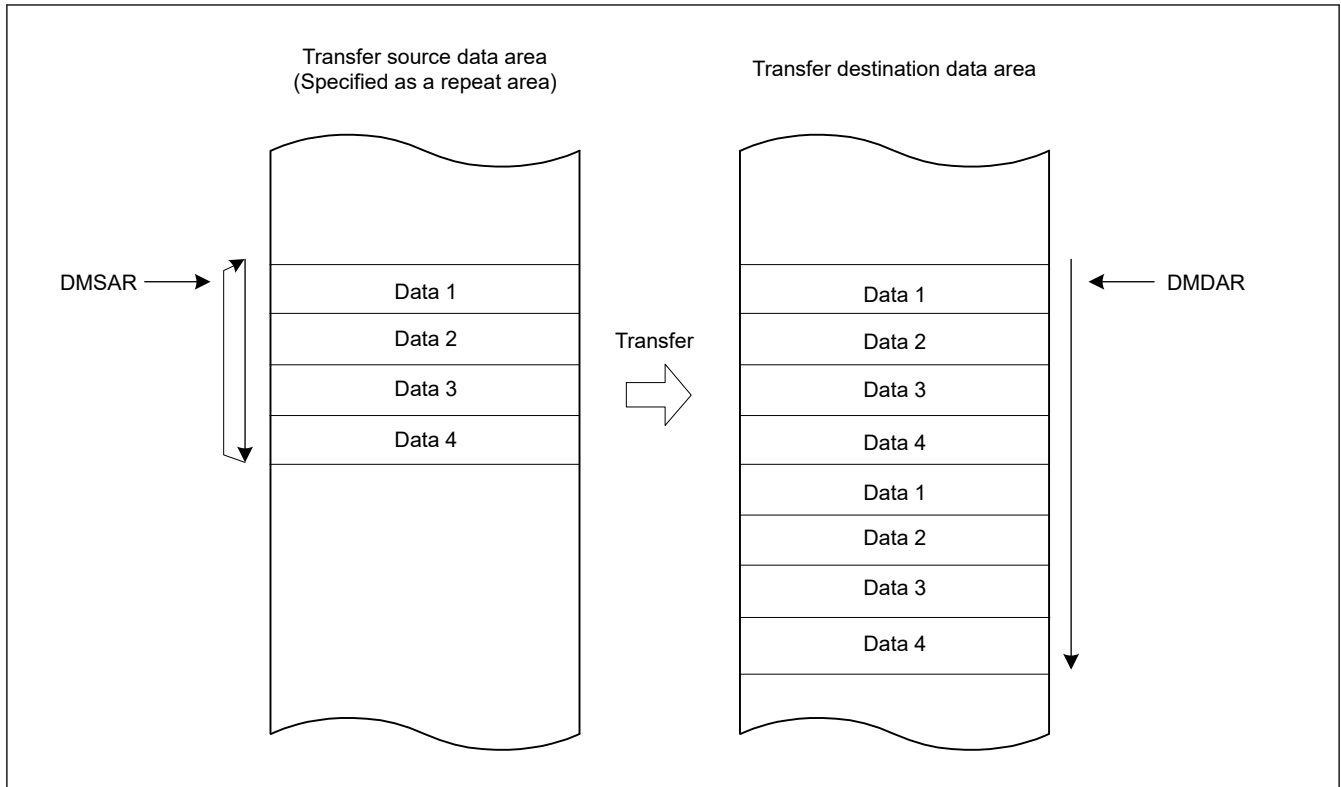 Transfer source data area
(Specified as a repeat area)
Transfer destination data area
DMSAR
Data 1
Data 2
Data 3
Data 4
Transfer
Data 1
Data 2
Data 3
Data 4
Data 1
Data 2
Data 3
Data 4
DMDAR